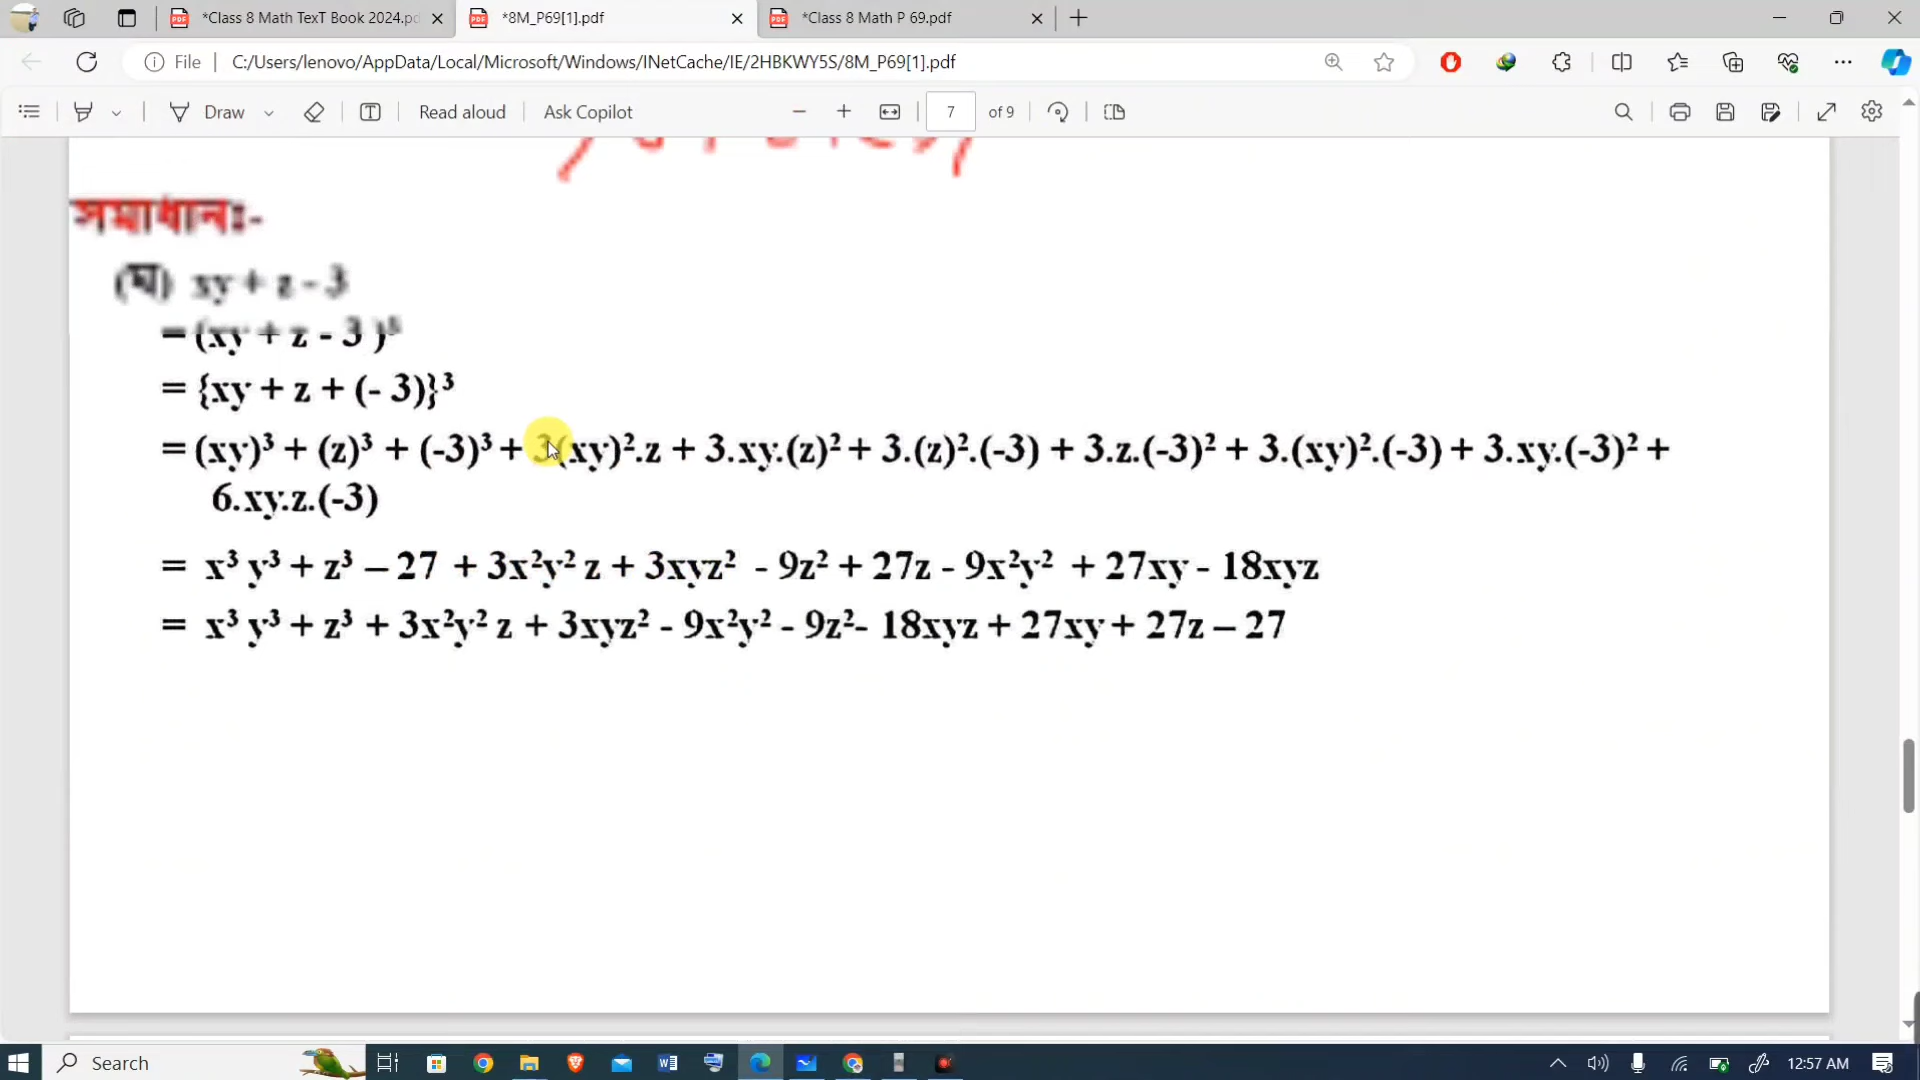 *Class 8 Math TexT Book 2024.pd
*8M_P69[1].pdf
*Class 8 Math P 69.pdf
File
C:/Users/lenovo/AppData/Local/Microsoft/Windows/INetCache/IE/2HBKWY5S/8M_P69[1].pdf
Draw
Read aloud
Ask Copilot
7
of 9
সমাধানঃ-
(ঘ) xy + z - 3
= (xy + z - 3 )³
= {xy + z + (- 3)}³
= (xy)³ + (z)³ + (-3)³ + 3(xy)².z + 3.xy.(z)² + 3.(z)².(-3) + 3.z.(-3)² + 3.(xy)².(-3) + 3.xy.(-3)² +
6.xy.z.(-3)
= x³ y³ + z³ – 27 + 3x²y² z + 3xyz² - 9z² + 27z - 9x²y² + 27xy - 18xyz
= x³ y³ + z³ + 3x²y² z + 3xyz² - 9x²y² - 9z²- 18xyz + 27xy + 27z – 27
Search
12:57 AM